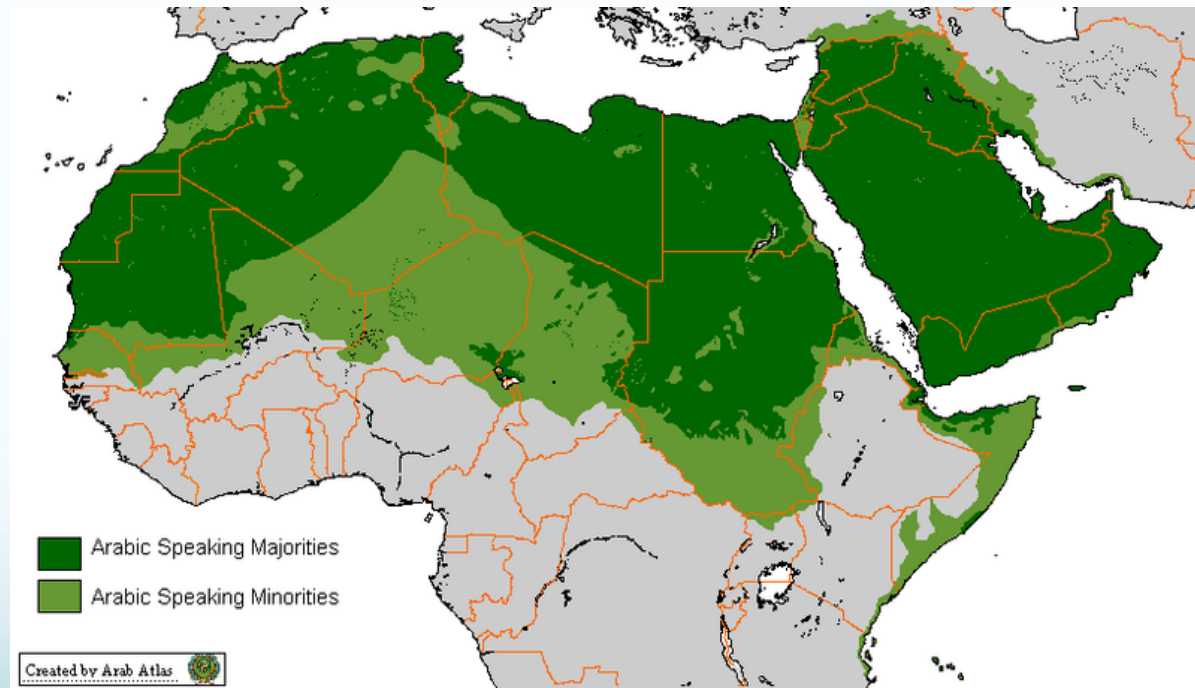 Arabic Speaking Majorities
Arabic Speaking Minorities
Created by Arab Atlas